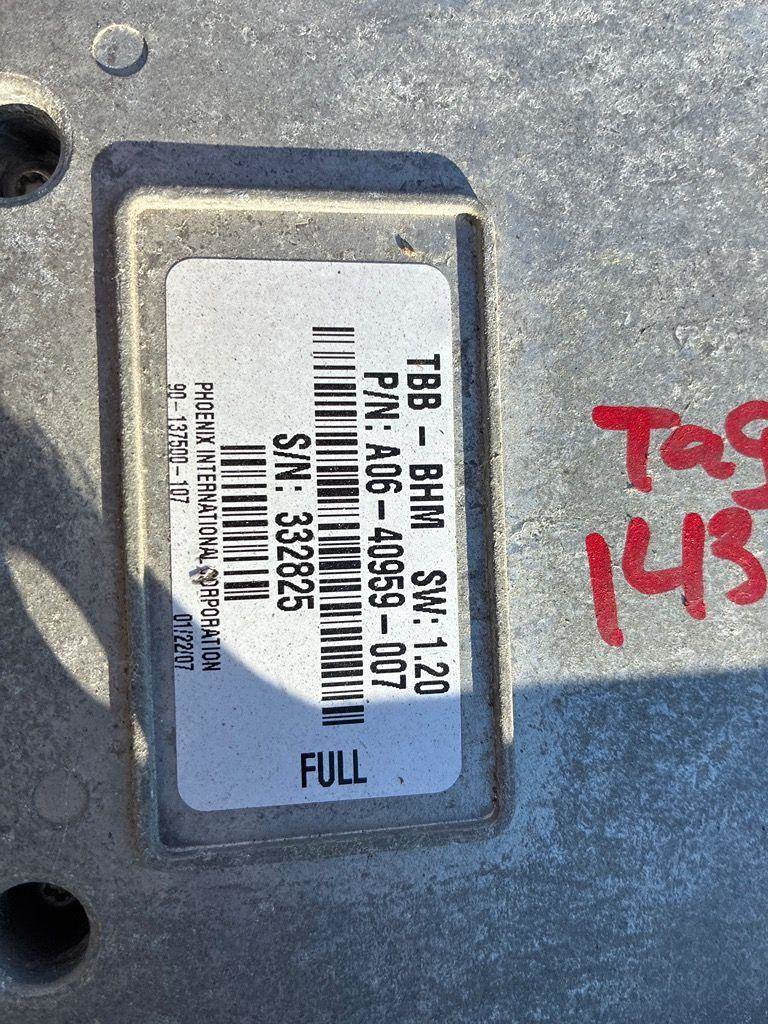 TBB - BHM SW: 1.20
P/N: A06-40959-007
S/N: 332825
PHOENIX INTERNATIONAL CORPORATION
90-137500-107 01/22/07
FULL
Tag
143